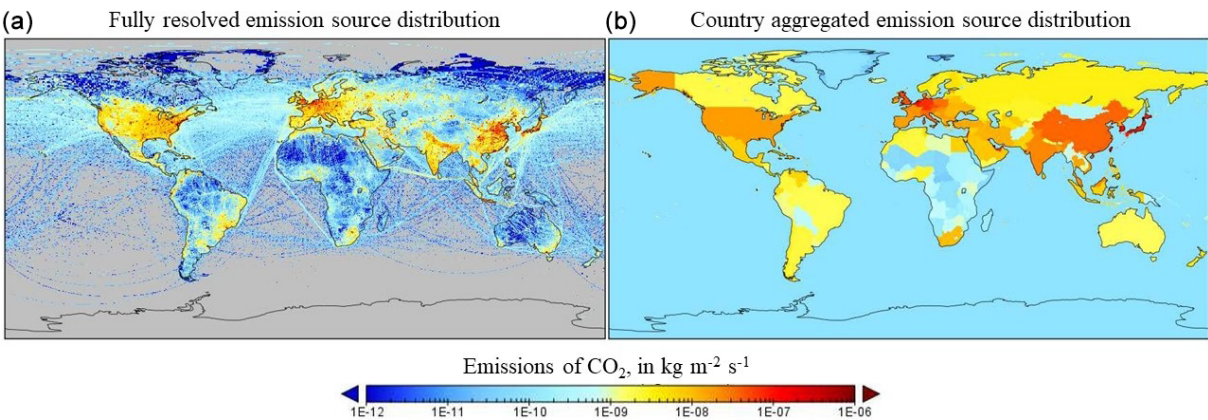 (a) Fully resolved emission source distribution
(b) Country aggregated emission source distribution
Emissions of CO₂, in kg m⁻² s⁻¹
1E-12 1E-11 1E-10 1E-09 1E-08 1E-07 1E-06